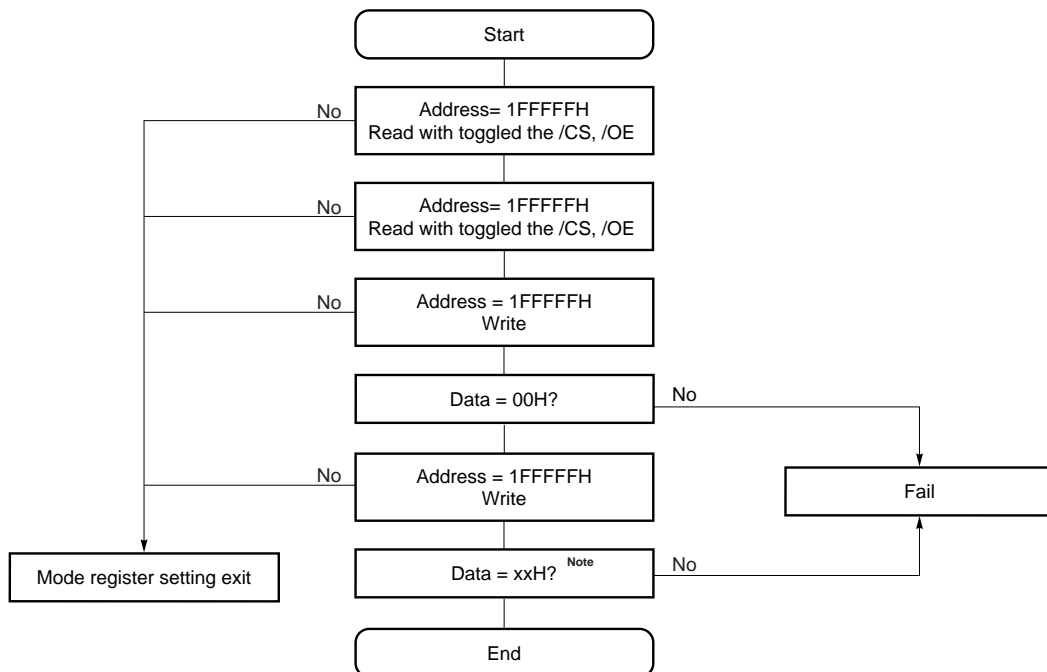 Start
No
Address= 1FFFFFH
Read with toggled the /CS, /OE
No
Address= 1FFFFFH
Read with toggled the /CS, /OE
No
Address = 1FFFFFH
Write
Data = 00H?
No
No
Address = 1FFFFFH
Write
Fail
Mode register setting exit
Data = xxH? Note
No
End